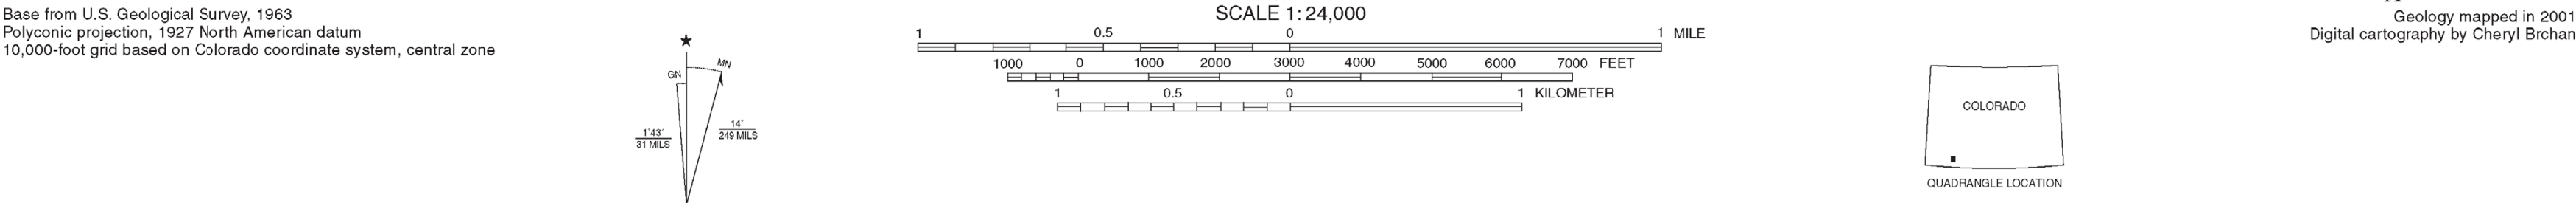 Base from U.S. Geological Survey, 1963
Polyconic projection, 1927 North American datum
10,000-foot grid based on Colorado coordinate system, central zone
GN
MN
1°43′
31 MILS
14°
249 MILS
SCALE 1:24,000
1 0.5 0 1 MILE
1000 0 1000 2000 3000 4000 5000 6000 7000 FEET
1 0.5 0 1 KILOMETER
COLORADO
QUADRANGLE LOCATION
Geology mapped in 2001
Digital cartography by Cheryl Brchan